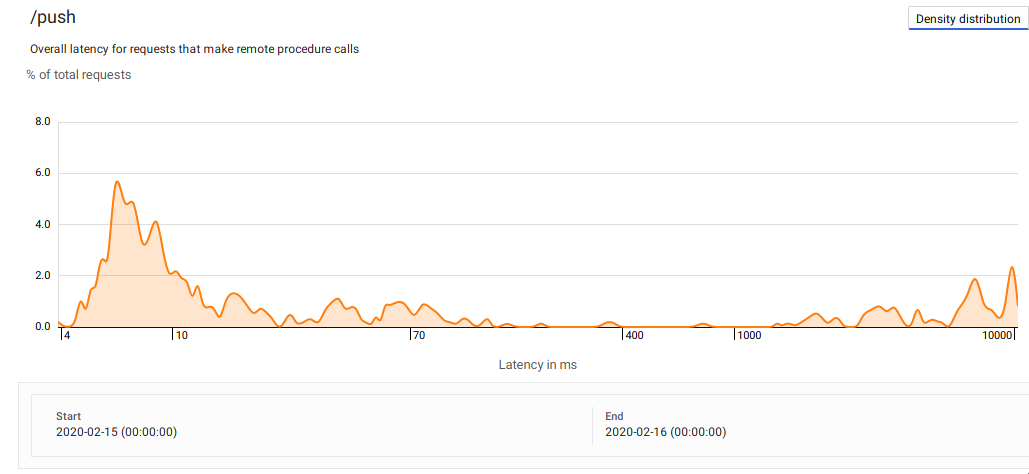 /push
Density distribution
Overall latency for requests that make remote procedure calls
% of total requests
8.0
6.0
4.0
2.0
0.0
4 10 70 400 1000 10000
Latency in ms
Start End
2020-02-15 (00:00:00) 2020-02-16 (00:00:00)